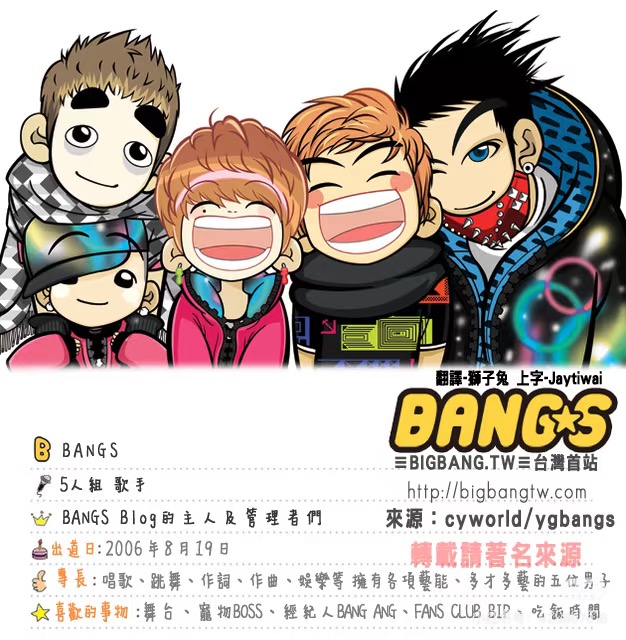 翻譯-獅子兔 上字-Jaytiwai
BANG★S
≡BIGBANG.TW≡台灣首站
http://bigbangtw.com
來源：cyworld/ygbangs
轉載請著名來源
B BANGS
5人組 歌手
BANGS Blog的主人及管理者們
出道日:2006年8月19日
專長:唱歌、跳舞、作詞、作曲、娛樂等 擁有各項藝能、多才多藝的五位男子
喜歡的事物:舞台、寵物BOSS、經紀人BANG ANG、FANS CLUB BIP、吃飯時間